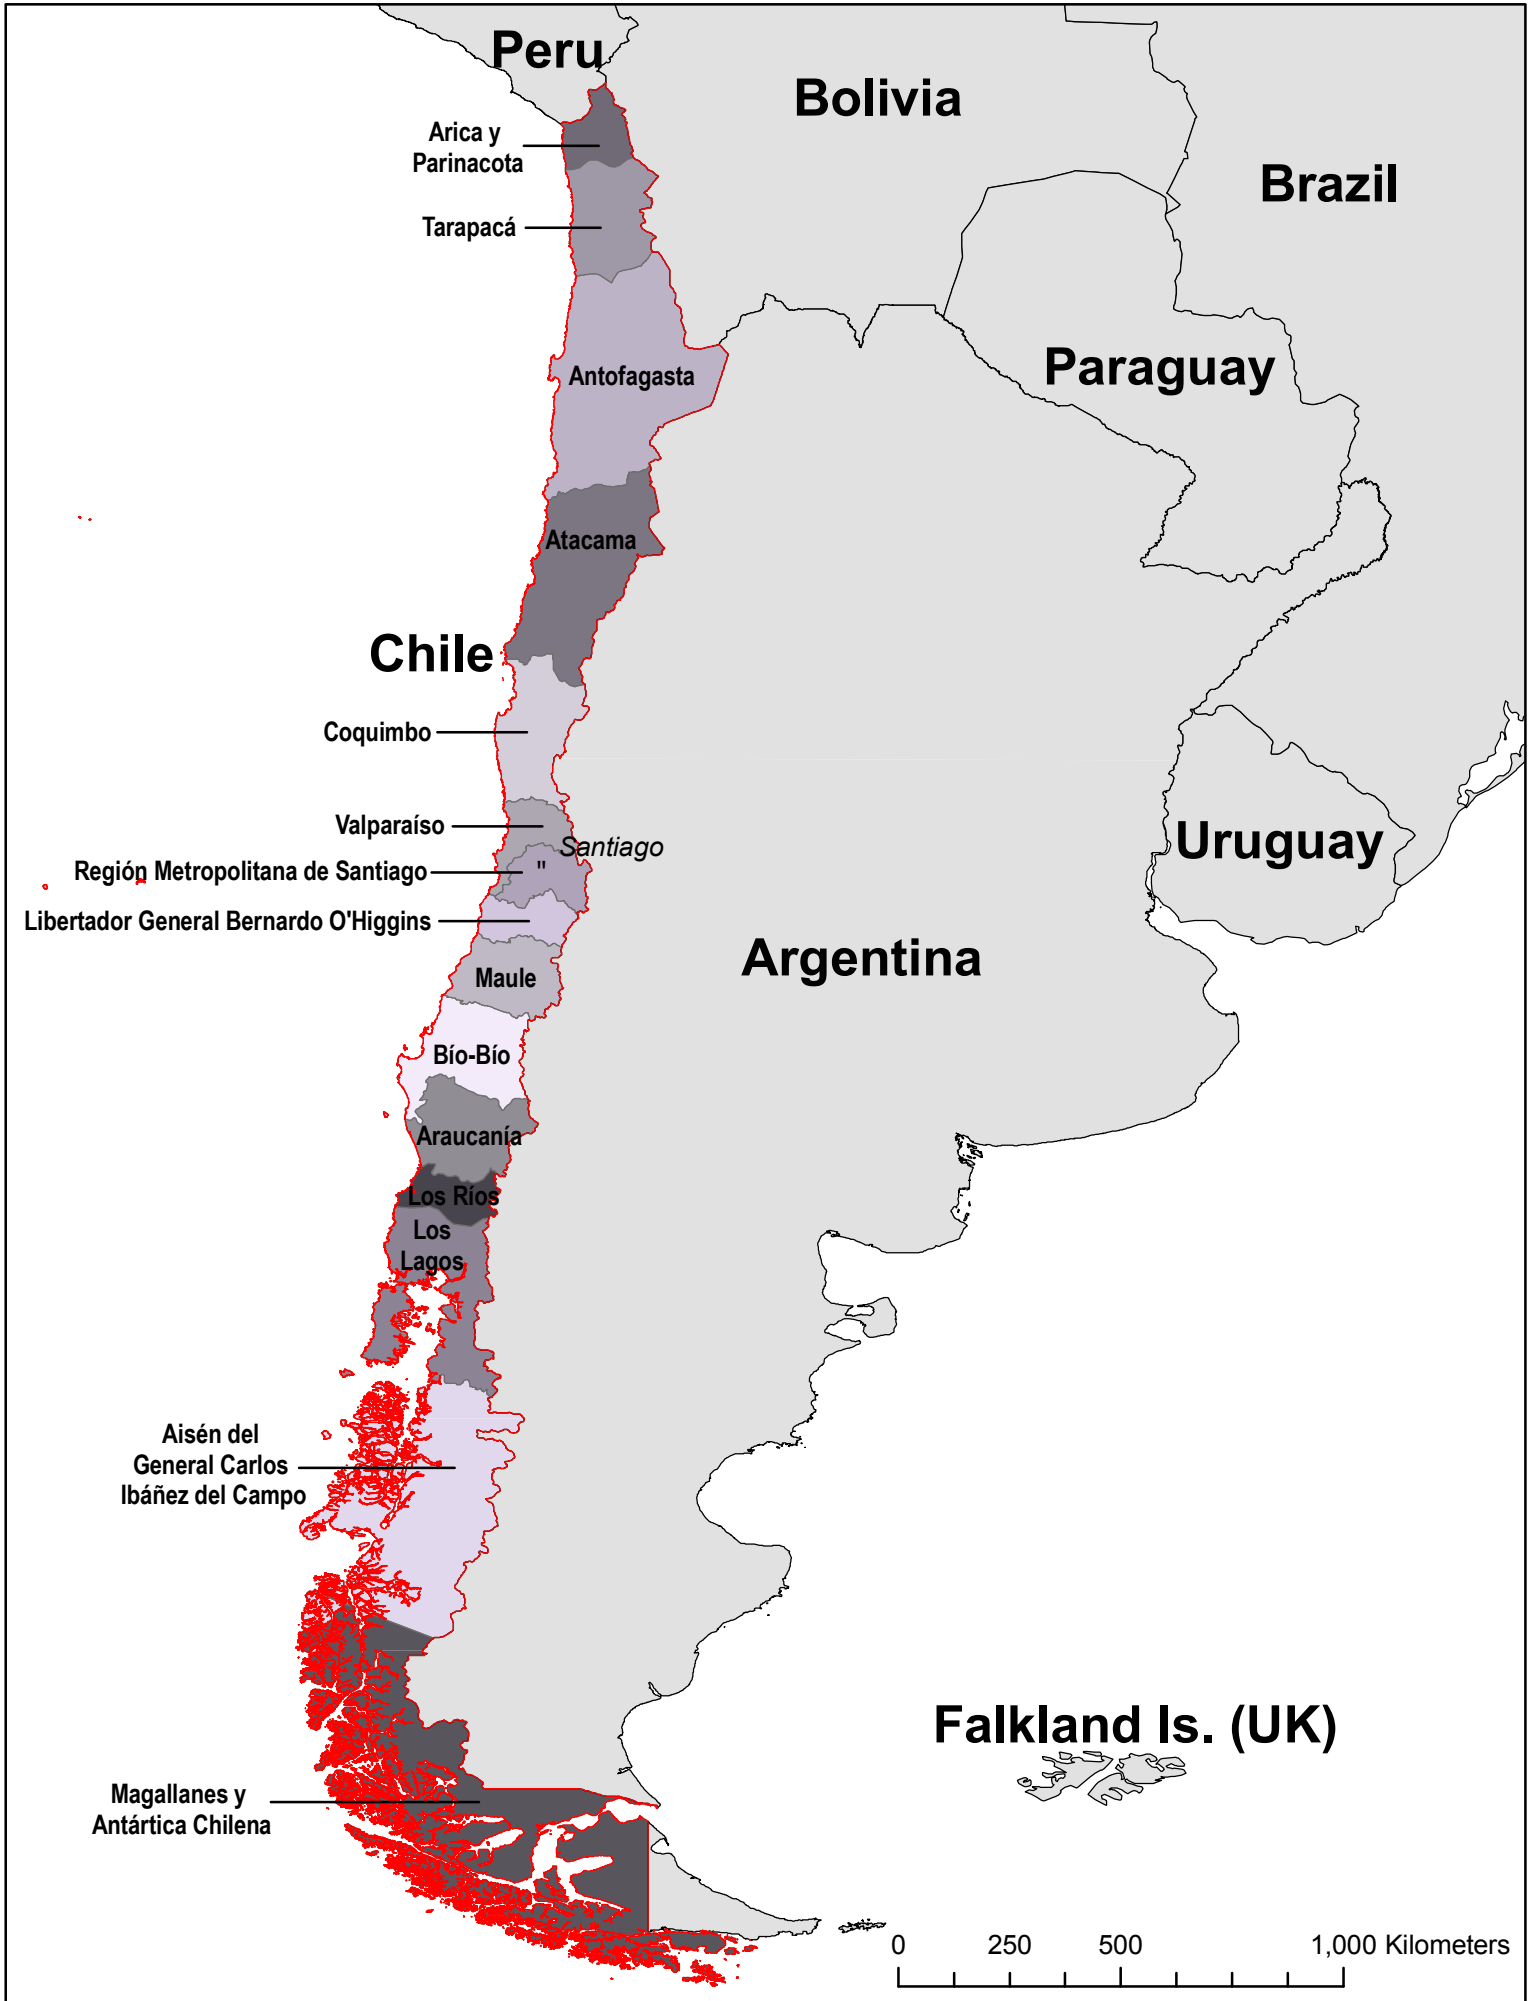 Peru
Bolivia
Arica y
Parinacota
Brazil
Tarapacá
Antofagasta
Paraguay
Atacama
Chile
Coquimbo
Valparaíso
Santiago
Uruguay
Región Metropolitana de Santiago
"
Libertador General Bernardo O'Higgins
Argentina
Maule
Bío-Bío
Araucanía
Los Ríos
Los
Lagos
Aisén del
General Carlos
Ibáñez del Campo
Falkland Is. (UK)
Magallanes y
Antártica Chilena
0 250 500 1,000 Kilometers